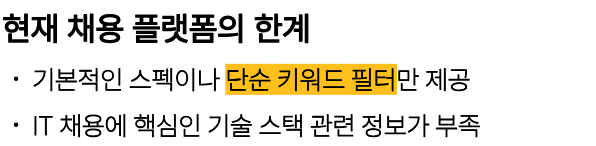 현재 채용 플랫폼의 한계
• 기본적인 스펙이나 단순 키워드 필터만 제공
• IT 채용에 핵심인 기술 스택 관련 정보가 부족